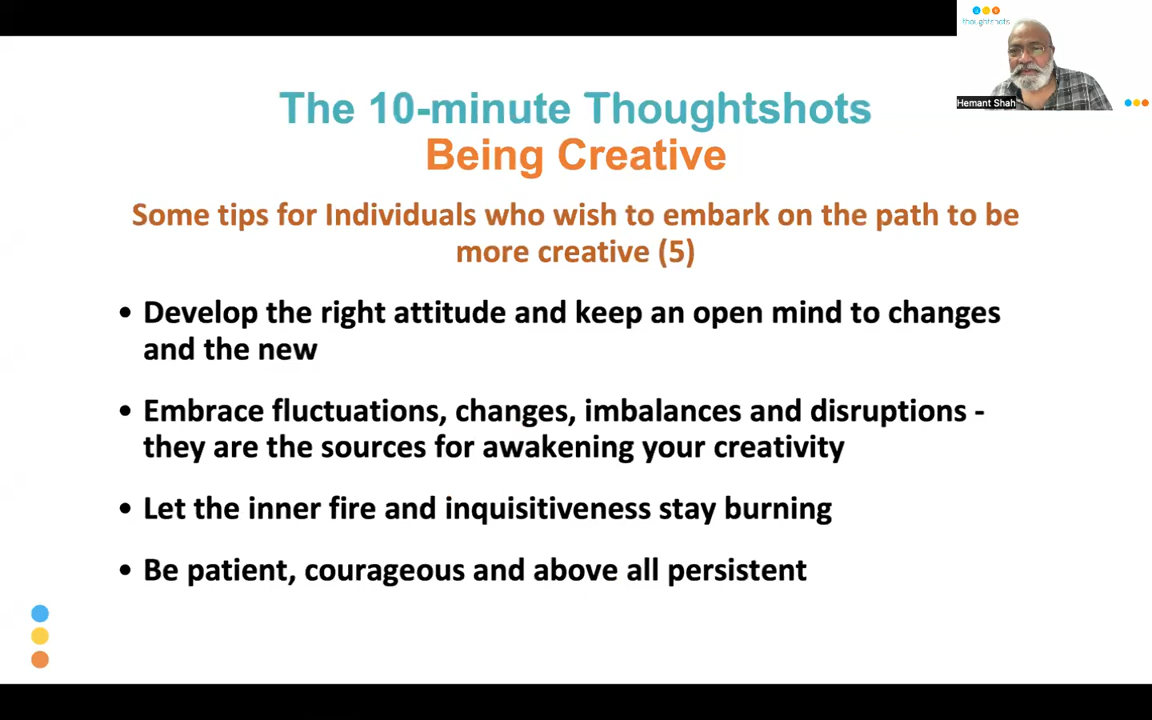 thoughtshots
Hemant Shah
The 10-minute Thoughtshots
Being Creative
Some tips for Individuals who wish to embark on the path to be
more creative (5)
• Develop the right attitude and keep an open mind to changes
and the new
• Embrace fluctuations, changes, imbalances and disruptions -
they are the sources for awakening your creativity
• Let the inner fire and inquisitiveness stay burning
• Be patient, courageous and above all persistent